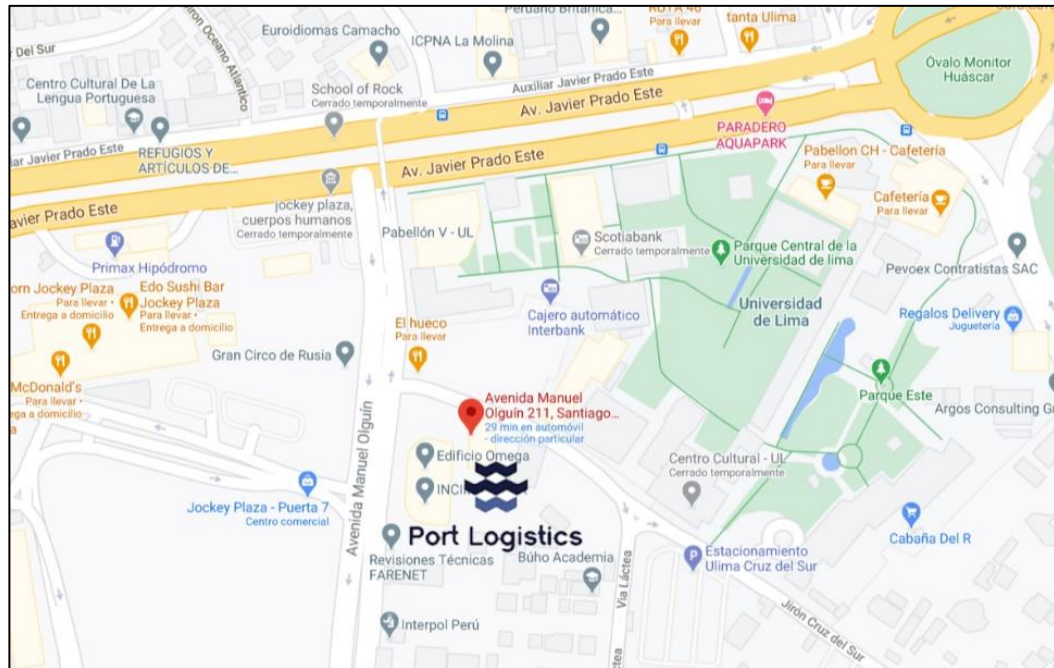 Peruano Británica...
RUTA 40
Para llevar
tanta Ulima
Euroidiomas Camacho
ICPNA La Molina
Jirón Océano Atlántico
Del Sur
Óvalo Monitor
Huáscar
Centro Cultural De La
Lengua Portuguesa
School of Rock
Cerrado temporalmente
Auxiliar Javier Prado Este
Av. Javier Prado Este
PARADERO
AQUAPARK
liar Javier Prado Este
REFUGIOS Y
ARTÍCULOS DE...
Av. Javier Prado Este
Pabellon CH - Cafetería
Para llevar
Cafetería
Para llevar
Javier Prado Este
jockey plaza,
cuerpos humanos
Cerrado temporalmente
Pabellón V - UL
Scotiabank
Cerrado temporalmente
Parque Central de la
Universidad de lima
Pevoex Contratistas SAC
Primax Hipódromo
orn Jockey Plaza
Para llevar •
Entrega a domicilio
Edo Sushi Bar
Jockey Plaza
Para llevar •
Entrega a domicilio
Cajero automático
Interbank
Universidad
de Lima
Regalos Delivery
Juguetería
El hueco
Para llevar
Gran Circo de Rusia
McDonald's
Para llevar •
ega a domicilio
a
Avenida Manuel
Olguín 211, Santiago...
29 min en automóvil
- dirección particular
Parque Este
Argos Consulting Gr
Avenida Manuel Olguín
Edificio Omega
Centro Cultural - UL
Cerrado temporalmente
Jockey Plaza - Puerta 7
Centro comercial
Port Logistics
Cabaña Del R
Revisiones Técnicas
FARENET
Búho Academia
Vía Láctea
Estacionamiento
Ulima Cruz del Sur
Jirón Cruz del Sur
Interpol Perú